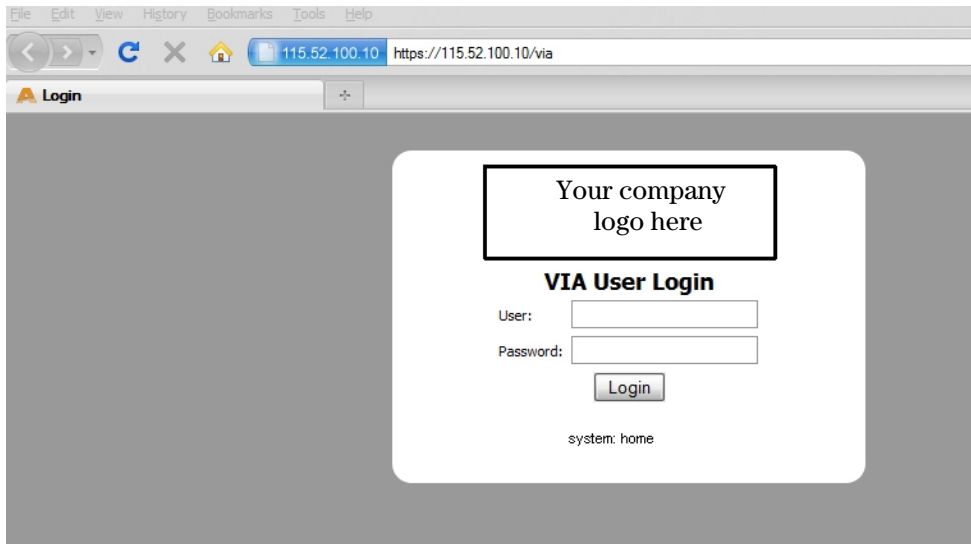 File Edit View History Bookmarks Tools Help
115.52.100.10 https://115.52.100.10/via
Login
Your company
logo here
VIA User Login
User:
Password:
Login
system: home